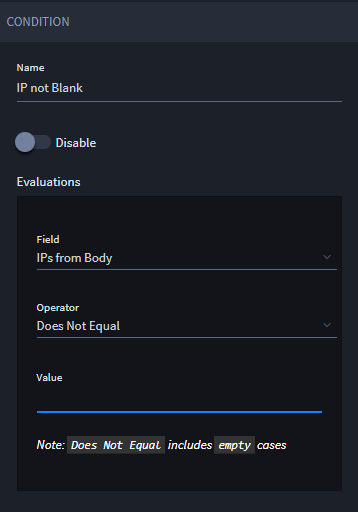 CONDITION
Name
IP not Blank
Disable
Evaluations
Field
IPs from Body
Operator
Does Not Equal
Value
Note: Does Not Equal includes empty cases